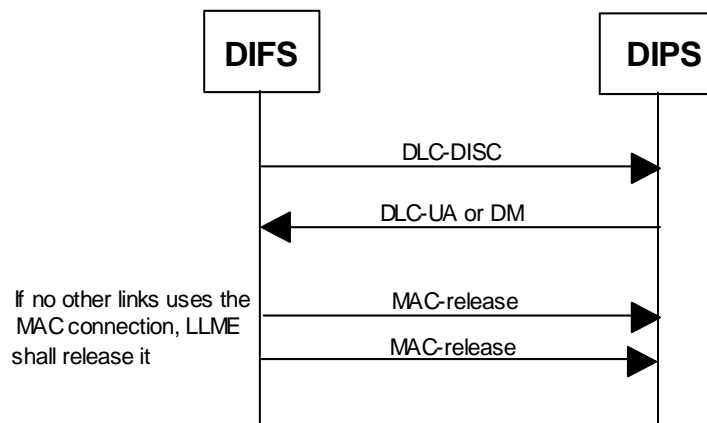 DIFS
DIPS
DLC-DISC
DLC-UA or DM
If no other links uses the
MAC connection, LLME
shall release it
MAC-release
MAC-release